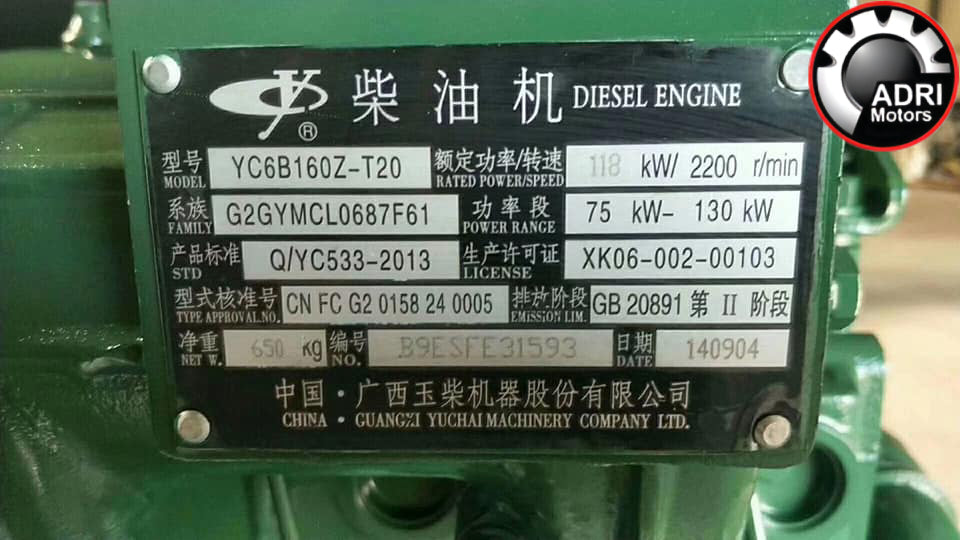 ADRI
Motors
柴油机 DIESEL ENGINE
®
型号 YC6B160Z-T20 额定功率/转速 118 kW/ 2200 r/min
MODEL RATED POWER/SPEED
系族 G2GYMCL0687F61 功率段 75 kW- 130 kW
FAMILY POWER RANGE
产品标准 Q/YC533-2013 生产许可证 XK06-002-00103
STD LICENSE
型式核准号 CN FC G2 0158 24 0005 排放阶段 GB 20891 第 II 阶段
TYPE APPROVAL.NO. EMISSION LIM.
净重 650 Kg 编号 B9ESFE31593 日期 140904
NET W. NO. DATE
中国·广西玉柴机器股份有限公司
CHINA · GUANGXI YUCHAI MACHINERY COMPANY LTD.